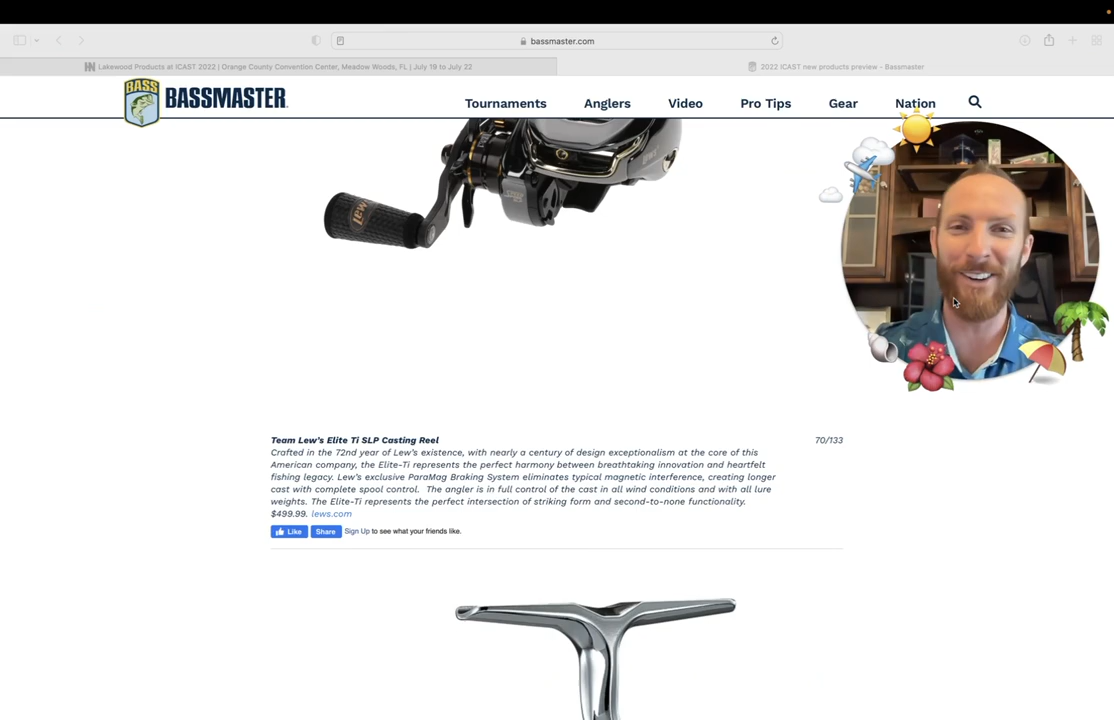 bassmaster.com
Lakewood Products at ICAST 2022 | Orange County Convention Center, Meadow Woods, FL | July 19 to July 22
2022 ICAST new products preview - Bassmaster
BASS
BASSMASTER
Tournaments Anglers Video Pro Tips Gear Nation
Lew's
Team Lew's Elite Ti SLP Casting Reel 70/133
Crafted in the 72nd year of Lew's existence, with nearly a century of design exceptionalism at the core of this
American company, the Elite-Ti represents the perfect harmony between breathtaking innovation and heartfelt
fishing legacy. Lew's exclusive ParaMag Braking System eliminates typical magnetic interference, creating longer
cast with complete spool control. The angler is in full control of the cast in all wind conditions and with all lure
weights. The Elite-Ti represents the perfect intersection of striking form and second-to-none functionality.
$499.99. lews.com
Like Share Sign Up to see what your friends like.